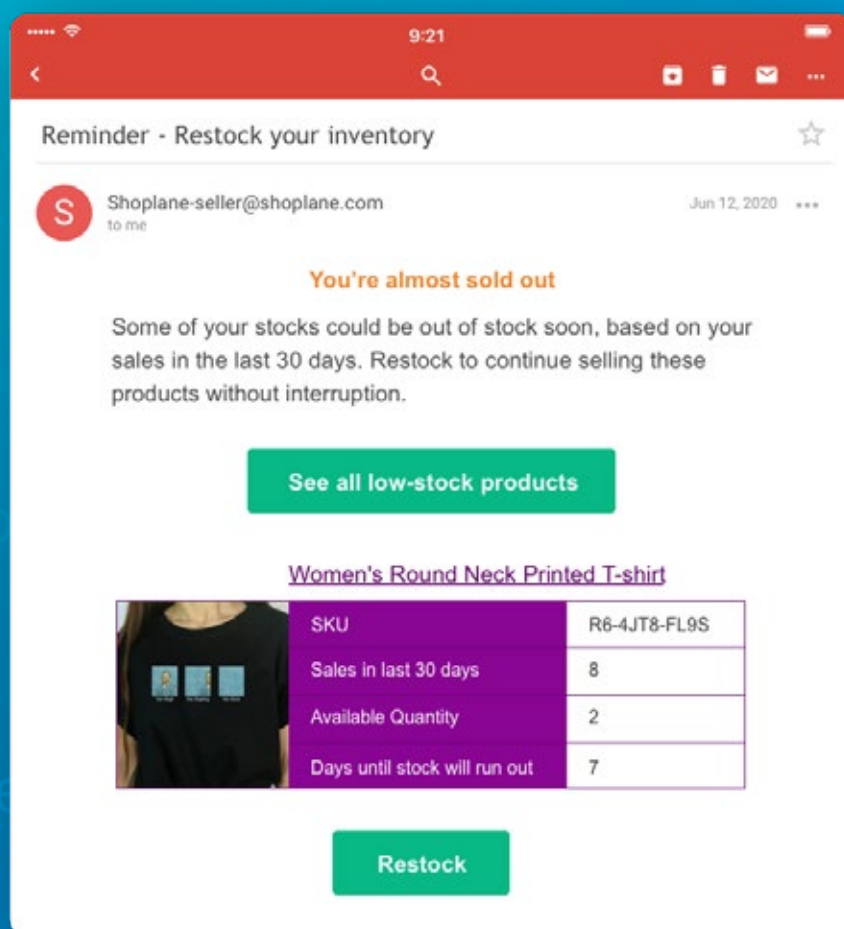 9:21
Reminder - Restock your inventory
S
Shoplane-seller@shoplane.com
Jun 12, 2020
to me
You're almost sold out
Some of your stocks could be out of stock soon, based on your
sales in the last 30 days. Restock to continue selling these
products without interruption.
See all low-stock products
Women's Round Neck Printed T-shirt
SKU R6-4JT8-FL9S
Sales in last 30 days 8
Available Quantity 2
Days until stock will run out 7
Restock